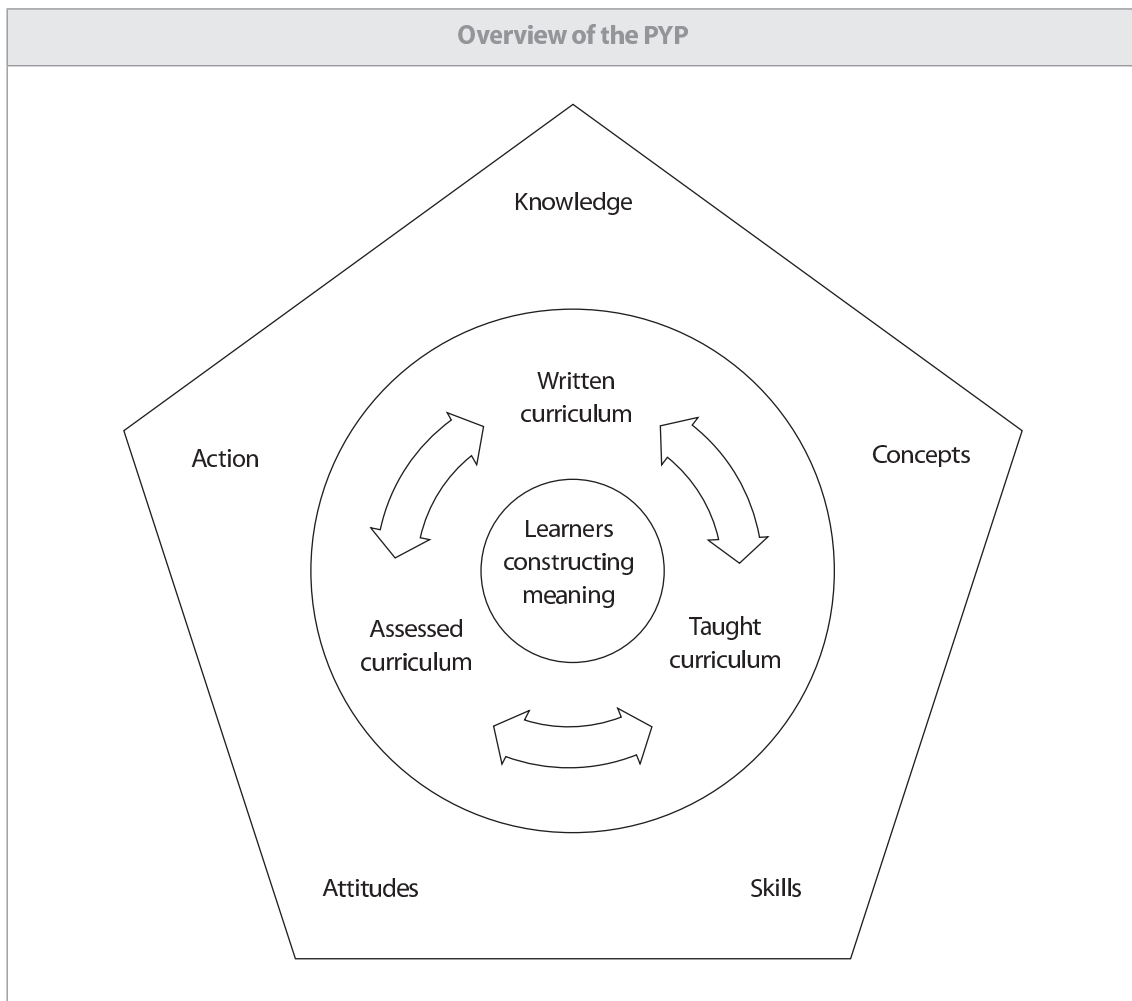 Overview of the PYP
Knowledge
Written
curriculum
Action
Concepts
Learners
constructing
meaning
Assessed
curriculum
Taught
curriculum
Attitudes
Skills